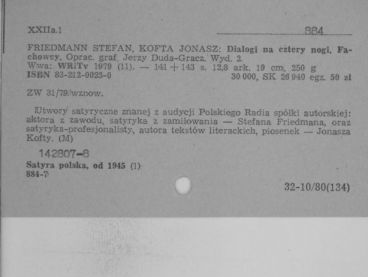 XXIIa.1 884
FRIEDMANN STEFAN, KOFTA JONASZ: Dialogi na cztery nogi, Fa-
chowcy. Oprac. graf. Jerzy Duda-Gracz. Wyd. 2.
Wwa: WRiTv 1979 (11). — 141 + 143 s. 12,8 ark. 19 cm, 250 g
ISBN 83-212-0023-0 30 000, SK 26 940 egz. 50 zł
ZW 31/79/wznow.
Utwory satyryczne znanej z audycji Polskiego Radia spółki autorskiej:
aktora z zawodu, satyryka z zamiłowania — Stefana Friedmana, oraz
satyryka-profesjonalisty, autora tekstów literackich, piosenek — Jonasza
Kofty. (M)
142807-8
Satyra polska, od 1945 (1)
884-7
32-10/80(134)